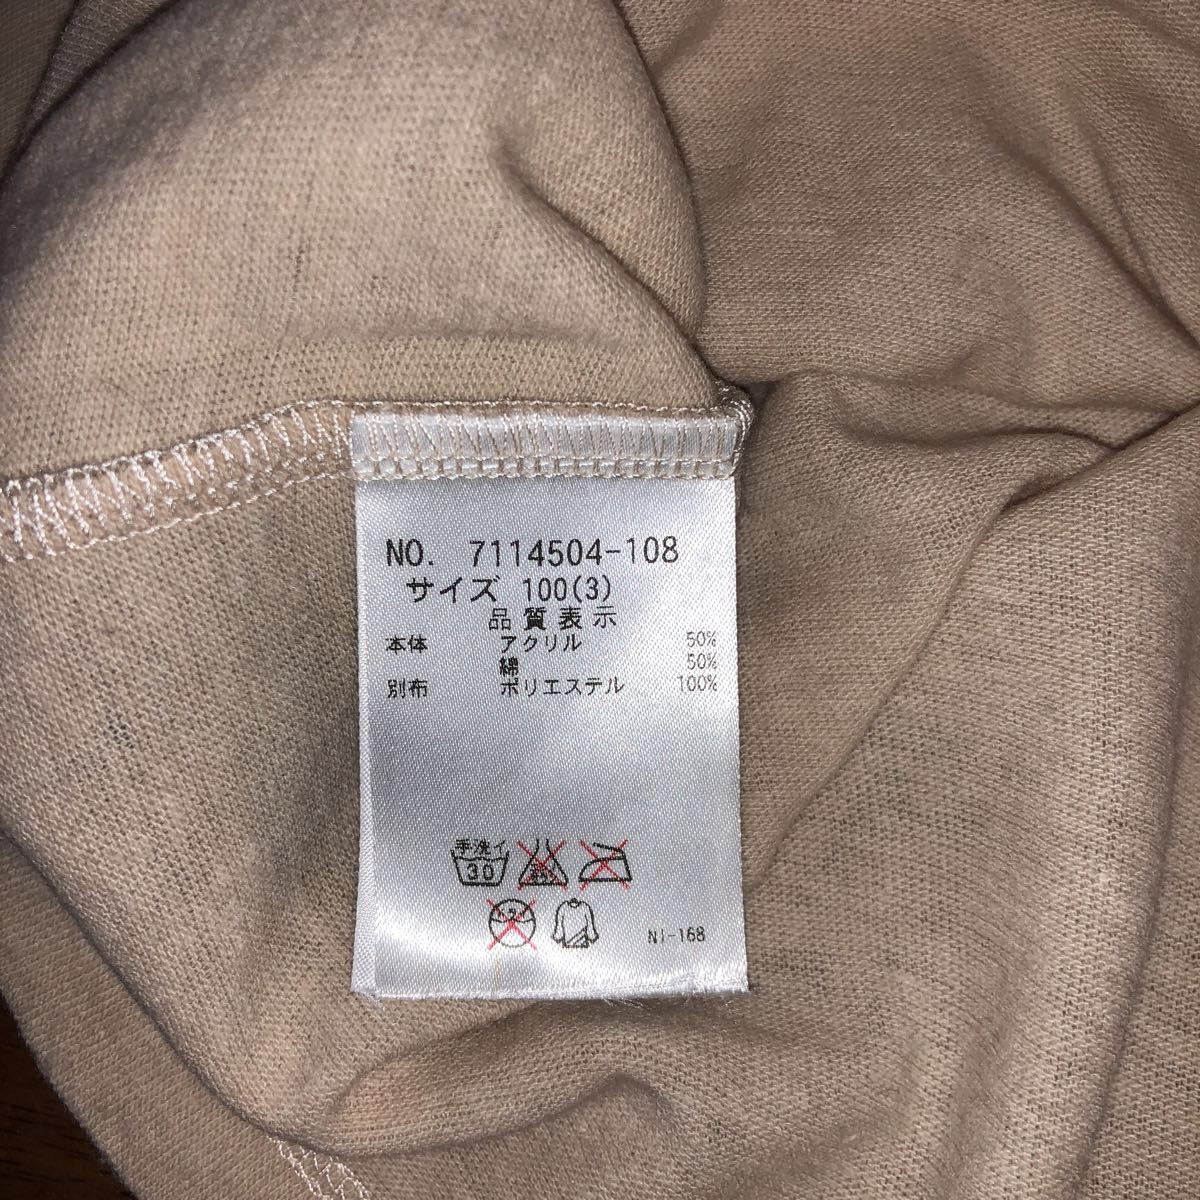 NO. 7114504-108
サイズ 100(3)
品質表示
本体 アクリル 50%
綿 50%
別布 ポリエステル 100%
手洗イ
30
NI-168